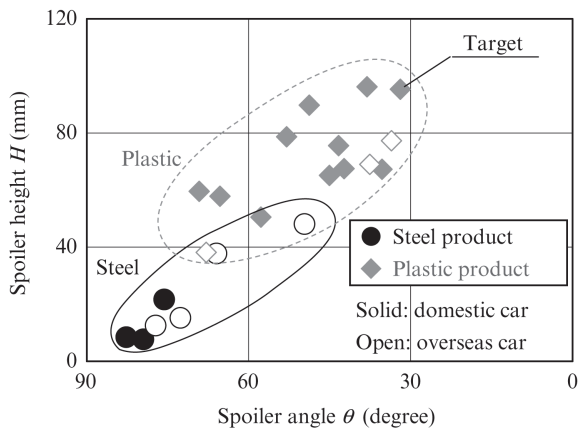 120
80
40
0
90
60
30
0
Spoiler height H (mm)
Spoiler angle θ (degree)
Target
Plastic
Steel
Steel product
Plastic product
Solid: domestic car
Open: overseas car